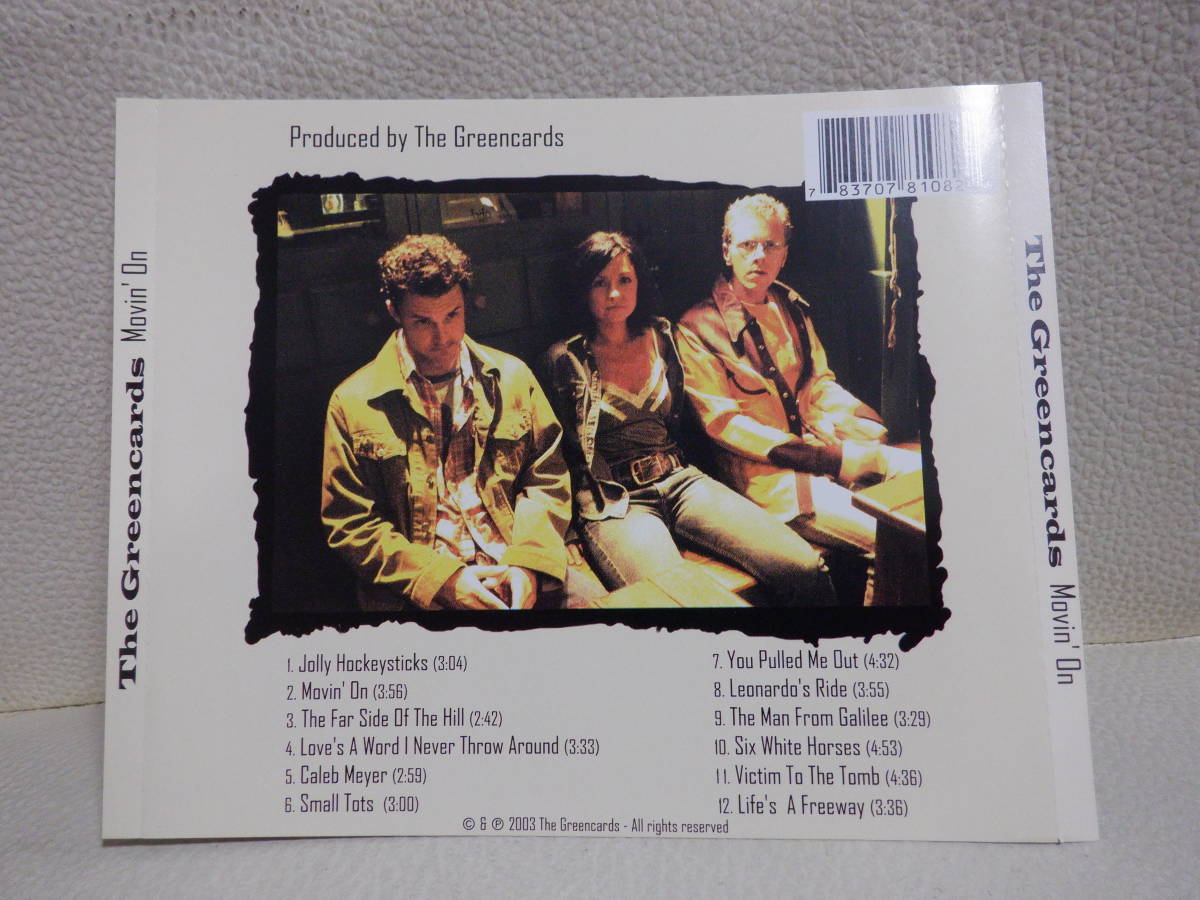 Produced by The Greencards
7 83707 81082
The Greencards Movin' On
The Greencards Movin' On
1. Jolly Hockeysticks (3:04)
2. Movin' On (3:56)
3. The Far Side Of The Hill (2:42)
4. Love's A Word I Never Throw Around (3:33)
5. Caleb Meyer (2:59)
6. Small Tots (3:00)
7. You Pulled Me Out (4:32)
8. Leonardo's Ride (3:55)
9. The Man From Galilee (3:29)
10. Six White Horses (4:53)
11. Victim To The Tomb (4:36)
12. Life's A Freeway (3:36)
© & ℗ 2003 The Greencards - All rights reserved